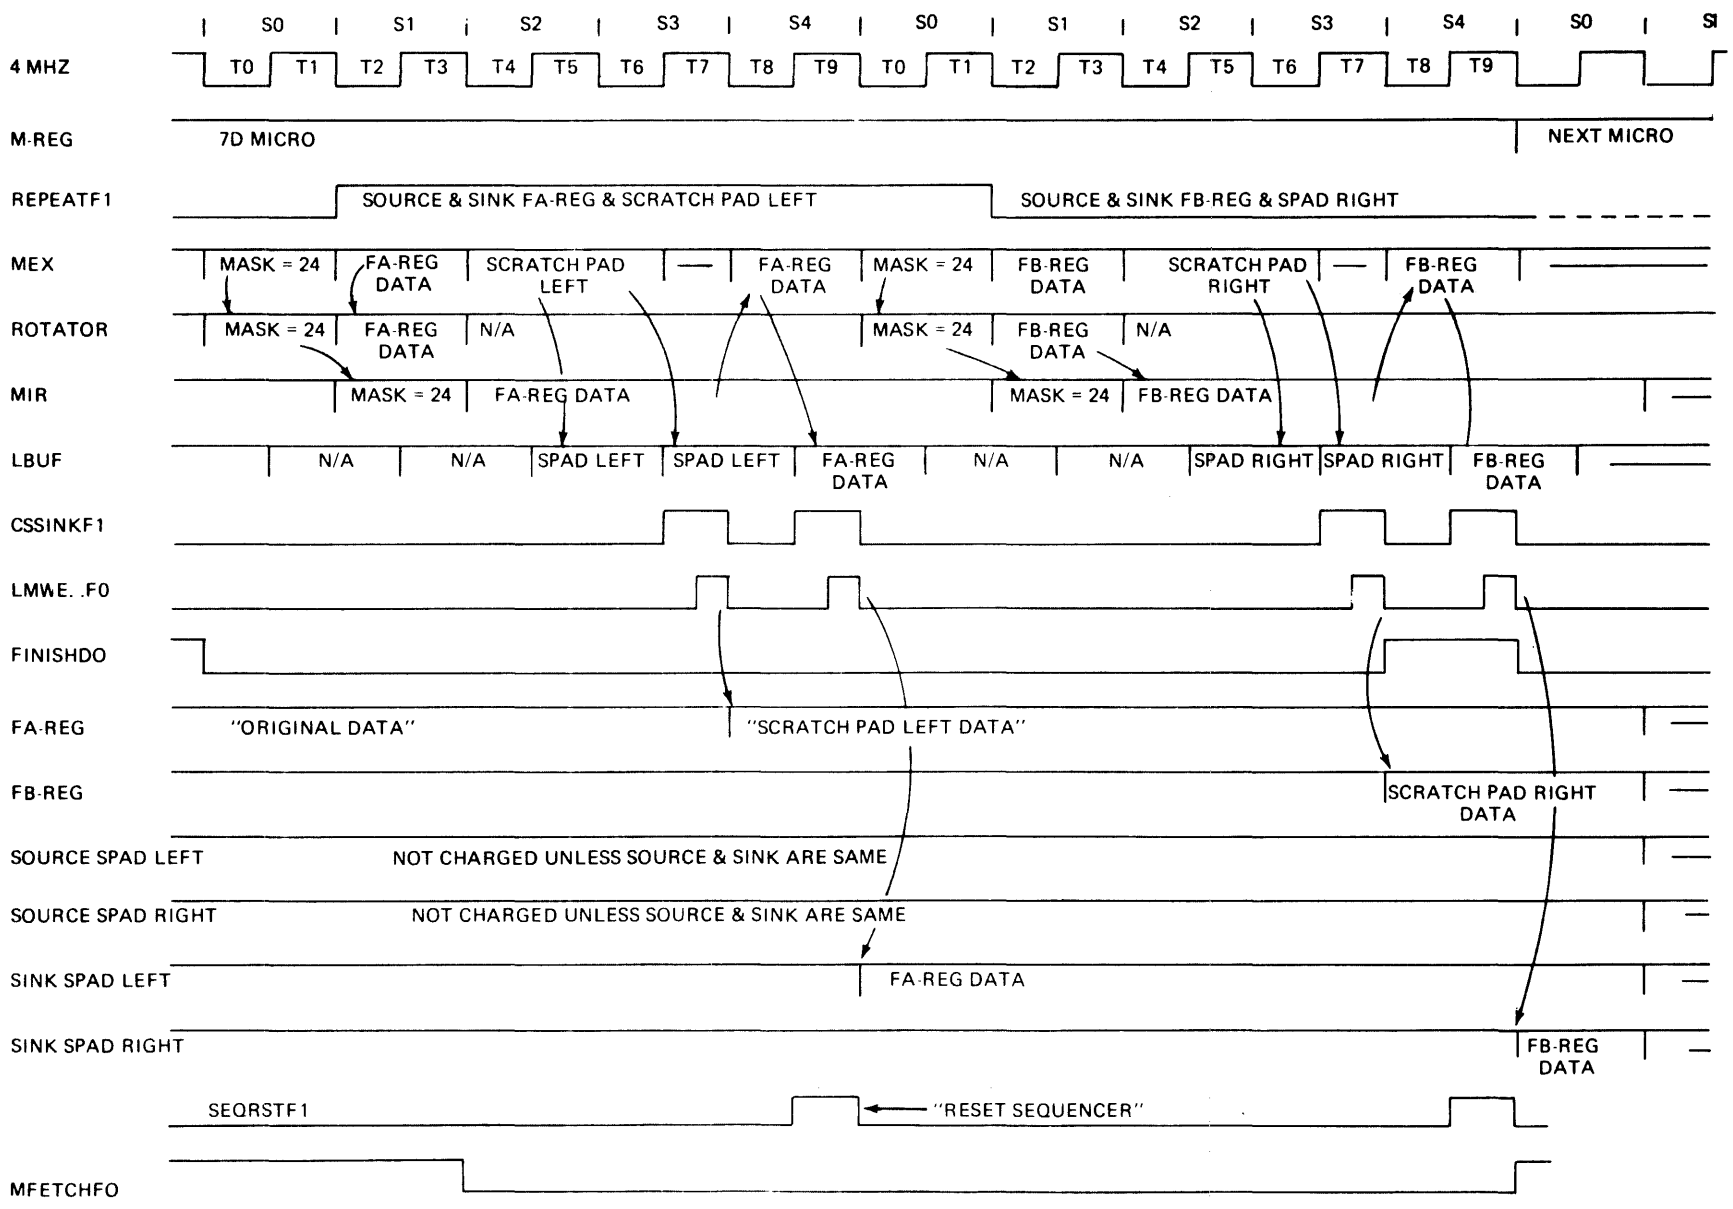 S0 S1 S2 S3 S4 S0 S1 S2 S3 S4 S0 S1
4 MHZ T0 T1 T2 T3 T4 T5 T6 T7 T8 T9 T0 T1 T2 T3 T4 T5 T6 T7 T8 T9
M-REG 7D MICRO NEXT MICRO
REPEATF1 SOURCE & SINK FA-REG & SCRATCH PAD LEFT SOURCE & SINK FB-REG & SPAD RIGHT
MEX MASK = 24 FA-REG SCRATCH PAD FA-REG MASK = 24 FB-REG SCRATCH PAD FB-REG
DATA LEFT DATA DATA RIGHT DATA
ROTATOR MASK = 24 FA-REG N/A MASK = 24 FB-REG N/A
DATA DATA
MIR MASK = 24 FA-REG DATA MASK = 24 FB-REG DATA
LBUF N/A N/A SPAD LEFT SPAD LEFT FA-REG N/A N/A SPAD RIGHT SPAD RIGHT FB-REG
DATA DATA
CSSINKF1
LMWE. .F0
FINISHDO
FA-REG "ORIGINAL DATA" "SCRATCH PAD LEFT DATA"
FB-REG SCRATCH PAD RIGHT
DATA
SOURCE SPAD LEFT NOT CHARGED UNLESS SOURCE & SINK ARE SAME
SOURCE SPAD RIGHT NOT CHARGED UNLESS SOURCE & SINK ARE SAME
SINK SPAD LEFT FA-REG DATA
SINK SPAD RIGHT FB-REG
DATA
SEQRSTF1 "RESET SEQUENCER"
MFETCHFO